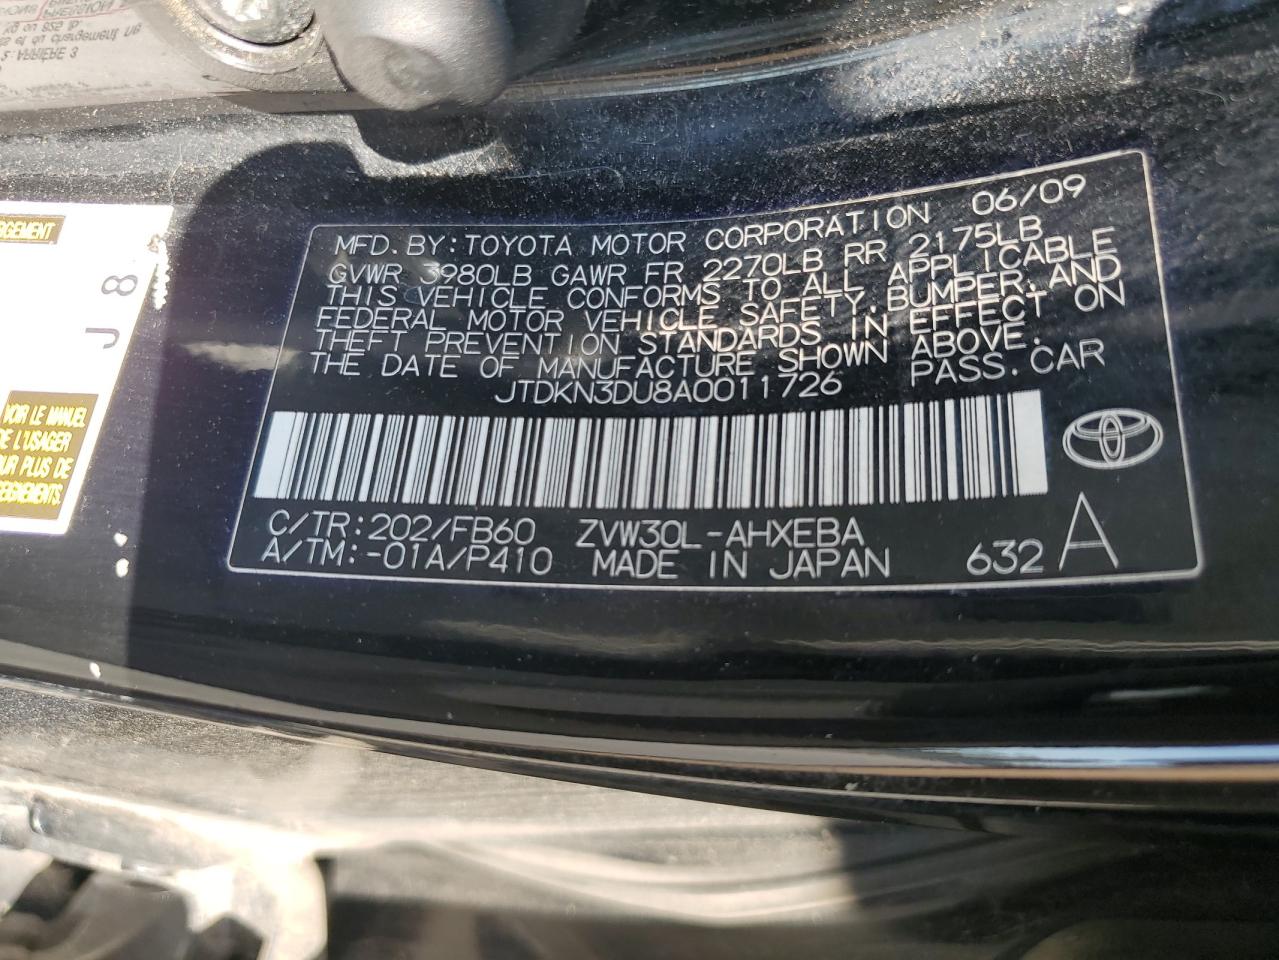 MFD. BY: TOYOTA MOTOR CORPORATION 06/09
GVWR 3980LB GAWR FR 2270LB RR 2175LB
THIS VEHICLE CONFORMS TO ALL APPLICABLE
FEDERAL MOTOR VEHICLE SAFETY, BUMPER, AND
THEFT PREVENTION STANDARDS IN EFFECT ON
THE DATE OF MANUFACTURE SHOWN ABOVE.
JTDKN3DU8A0011726 PASS. CAR
C/TR: 202/FB60 ZVW30L-AHXEBA
A/TM: -01A/P410 MADE IN JAPAN 632 A
J 8
VOIR LE MANUEL
DE L'USAGER
PLUS DE